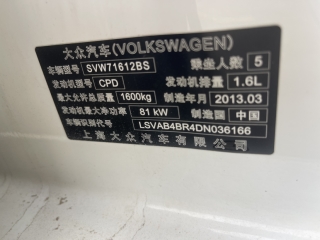 大众汽车(VOLKSWAGEN)
车辆型号 SVW71612BS 乘坐人数 5
发动机型号 CPD 发动机排量 1.6L
最大允许总质量 1600kg 制造年月 2013.03
发动机最大净功率 81 kW 制造国 中国
车辆识别代号 LSVAB4BR4DN036166
上海大众汽车有限公司